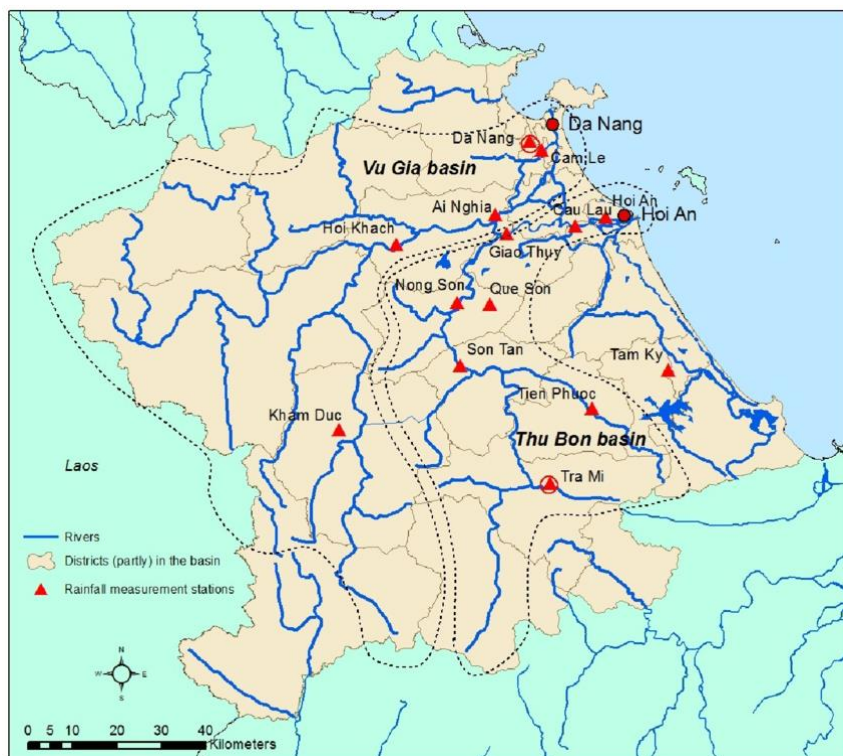 Da Nang
Da Nang
Cam Le
Vu Gia basin
Ai Nghia
Cau Lau
Hoi An
Hoi An
Hoi Khach
Giao Thuy
Nong Son
Que Son
Son Tan
Tam Ky
Tien Phuoc
Kham Duc
Thu Bon basin
Laos
Tra Mi
Rivers
Districts (partly) in the basin
Rainfall measurement stations
N
W E
S
0 5 10 20 30 40
Kilometers